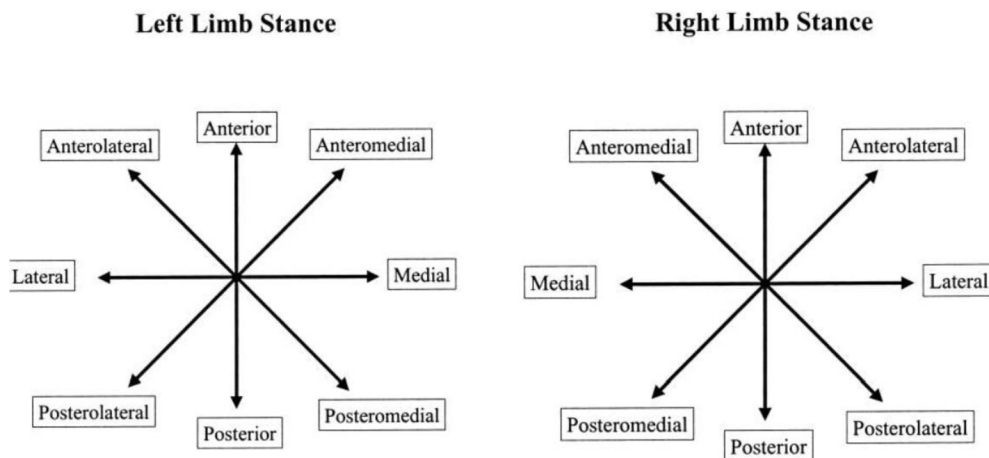 Left Limb Stance
Anterior
Anterolateral
Anteromedial
Lateral
Medial
Posterolateral
Posteromedial
Posterior
Right Limb Stance
Anterior
Anteromedial
Anterolateral
Medial
Lateral
Posteromedial
Posterolateral
Posterior